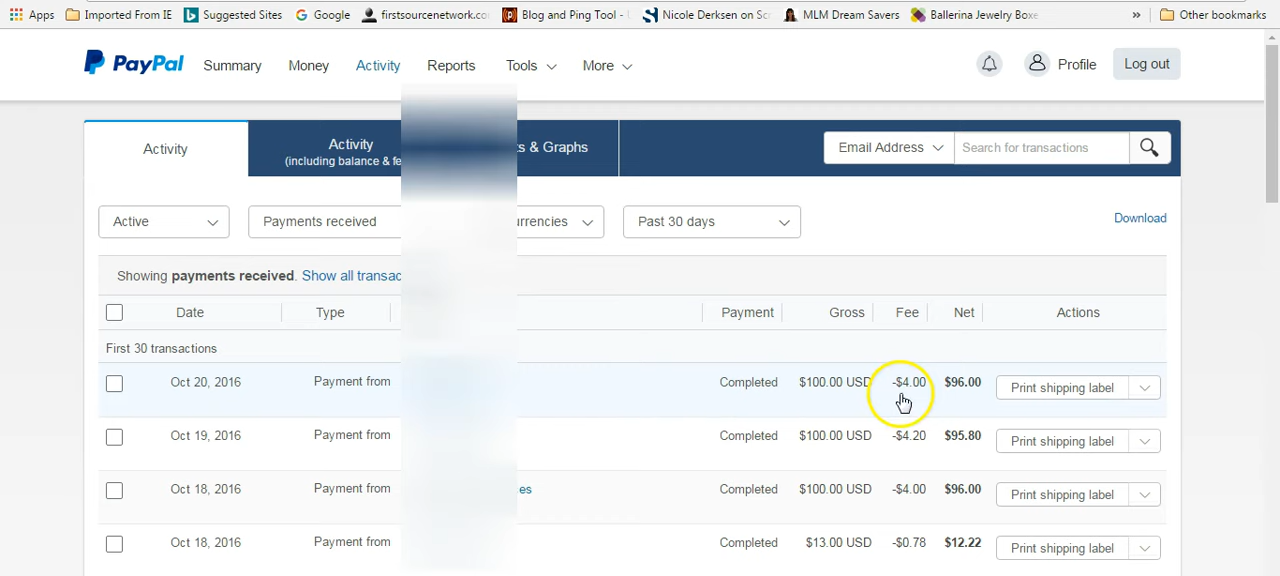 Apps Imported From IE Suggested Sites Google firstsourcenetwork.co Blog and Ping Tool - Nicole Derksen on Sc MLM Dream Savers Ballerina Jewelry Boxe » Other bookmarks
PayPal Summary Money Activity Reports Tools More Profile Log out
Activity
Activity
(including balance & fe
s & Graphs
Email Address Search for transactions
Active Payments received urrencies Past 30 days Download
Showing payments received. Show all transac
Date Type Payment Gross Fee Net Actions
First 30 transactions
Oct 20, 2016 Payment from Completed $100.00 USD -$4.00 $96.00 Print shipping label
Oct 19, 2016 Payment from Completed $100.00 USD -$4.20 $95.80 Print shipping label
Oct 18, 2016 Payment from es Completed $100.00 USD -$4.00 $96.00 Print shipping label
Oct 18, 2016 Payment from Completed $13.00 USD -$0.78 $12.22 Print shipping label